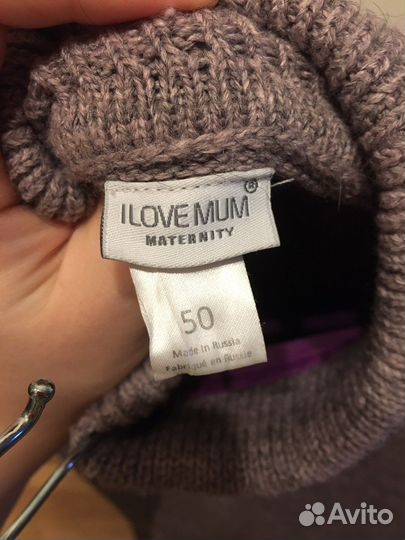 I LOVE MUM®
MATERNITY
50
Made in Russia
Fabriqué en Russie
Avito